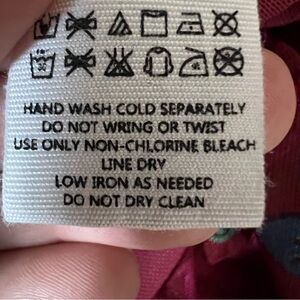 HAND WASH COLD SEPARATELY
DO NOT WRING OR TWIST
USE ONLY NON-CHLORINE BLEACH
LINE DRY
LOW IRON AS NEEDED
DO NOT DRY CLEAN